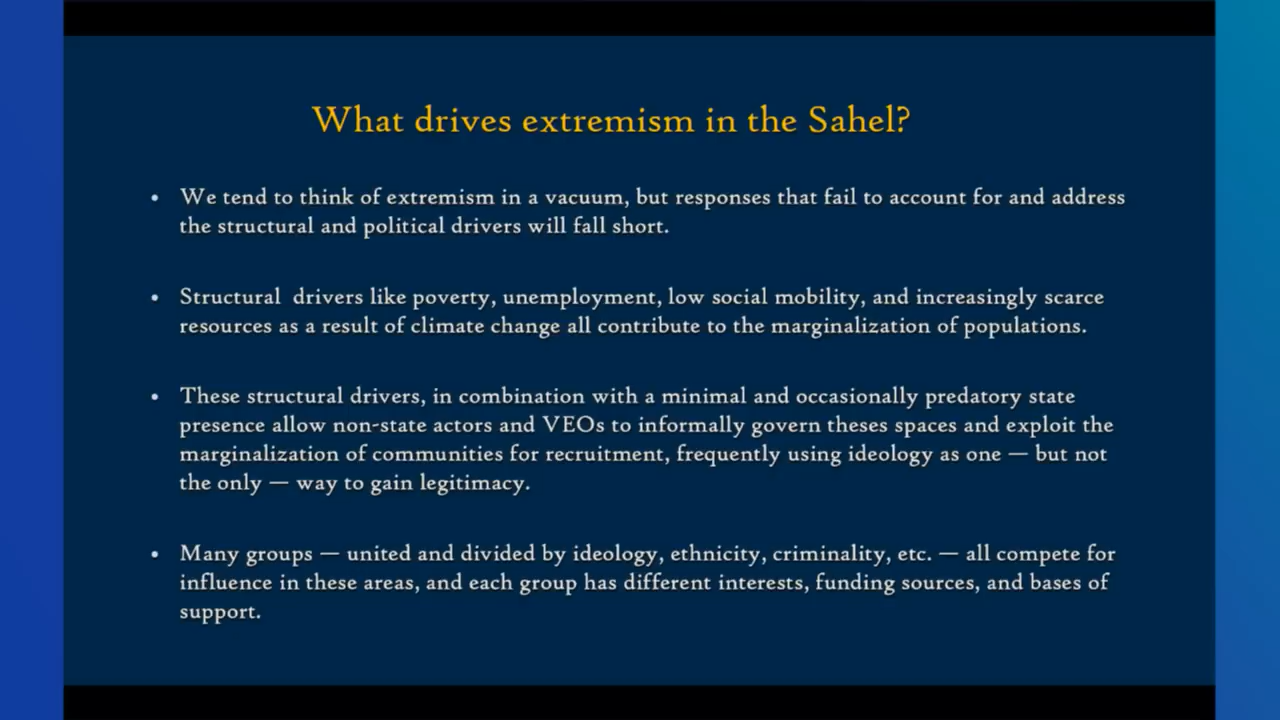 What drives extremism in the Sahel?
• We tend to think of extremism in a vacuum, but responses that fail to account for and address
the structural and political drivers will fall short.
• Structural drivers like poverty, unemployment, low social mobility, and increasingly scarce
resources as a result of climate change all contribute to the marginalization of populations.
• These structural drivers, in combination with a minimal and occasionally predatory state
presence allow non-state actors and VEOs to informally govern theses spaces and exploit the
marginalization of communities for recruitment, frequently using ideology as one — but not
the only — way to gain legitimacy.
• Many groups — united and divided by ideology, ethnicity, criminality, etc. — all compete for
influence in these areas, and each group has different interests, funding sources, and bases of
support.